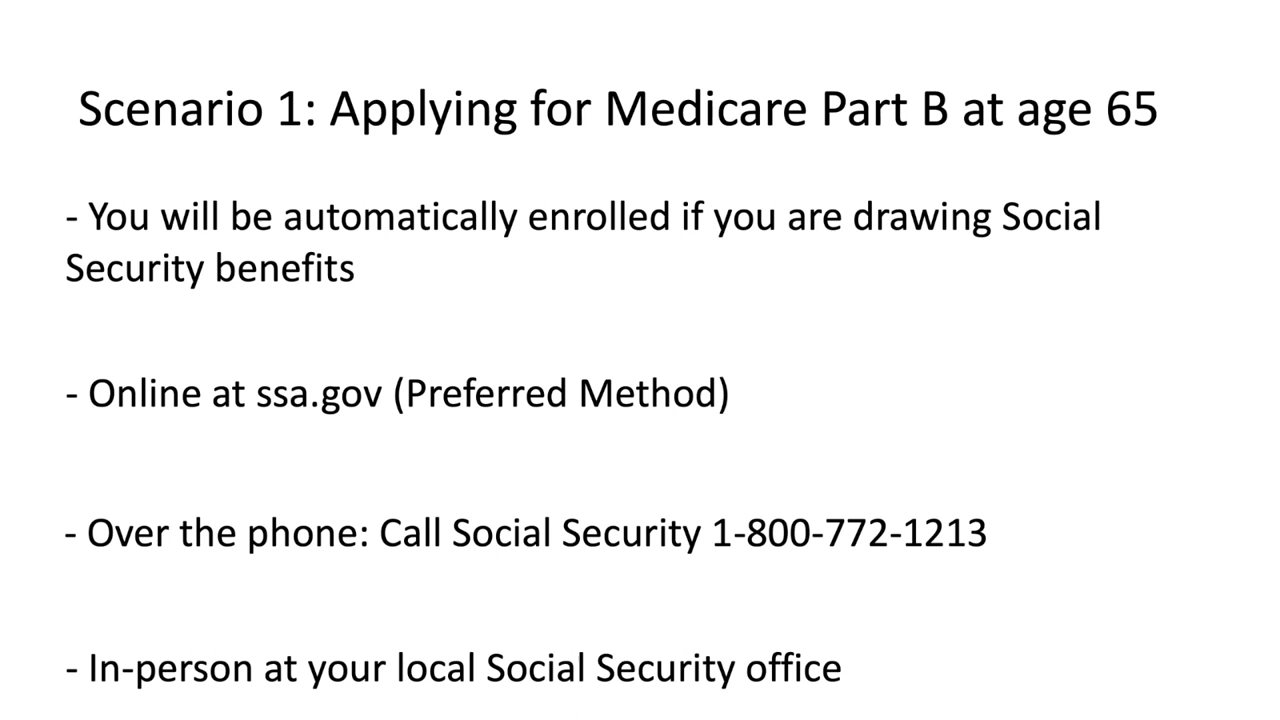 Scenario 1: Applying for Medicare Part B at age 65
- You will be automatically enrolled if you are drawing Social
Security benefits
- Online at ssa.gov (Preferred Method)
- Over the phone: Call Social Security 1-800-772-1213
- In-person at your local Social Security office